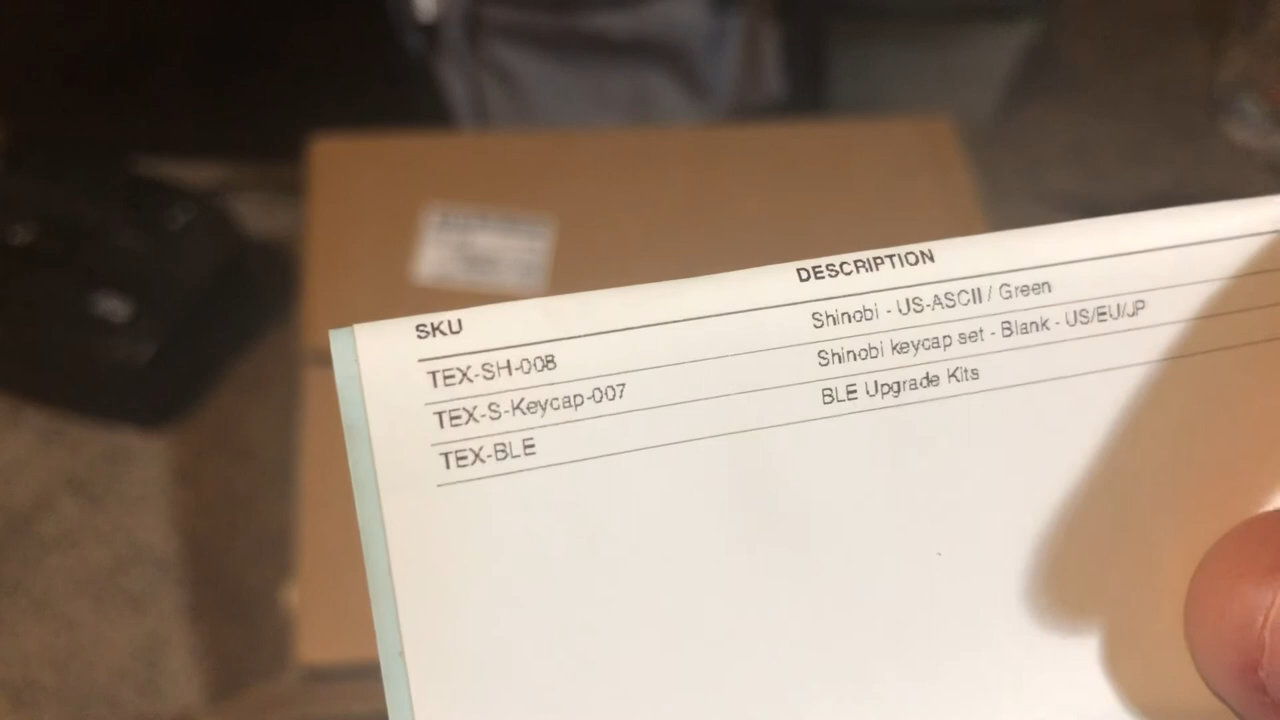 SKU DESCRIPTION
TEX-SH-008 Shinobi - US-ASCII / Green
TEX-S-Keycap-007 Shinobi keycap set - Blank - US/EU/JP
TEX-BLE BLE Upgrade Kits